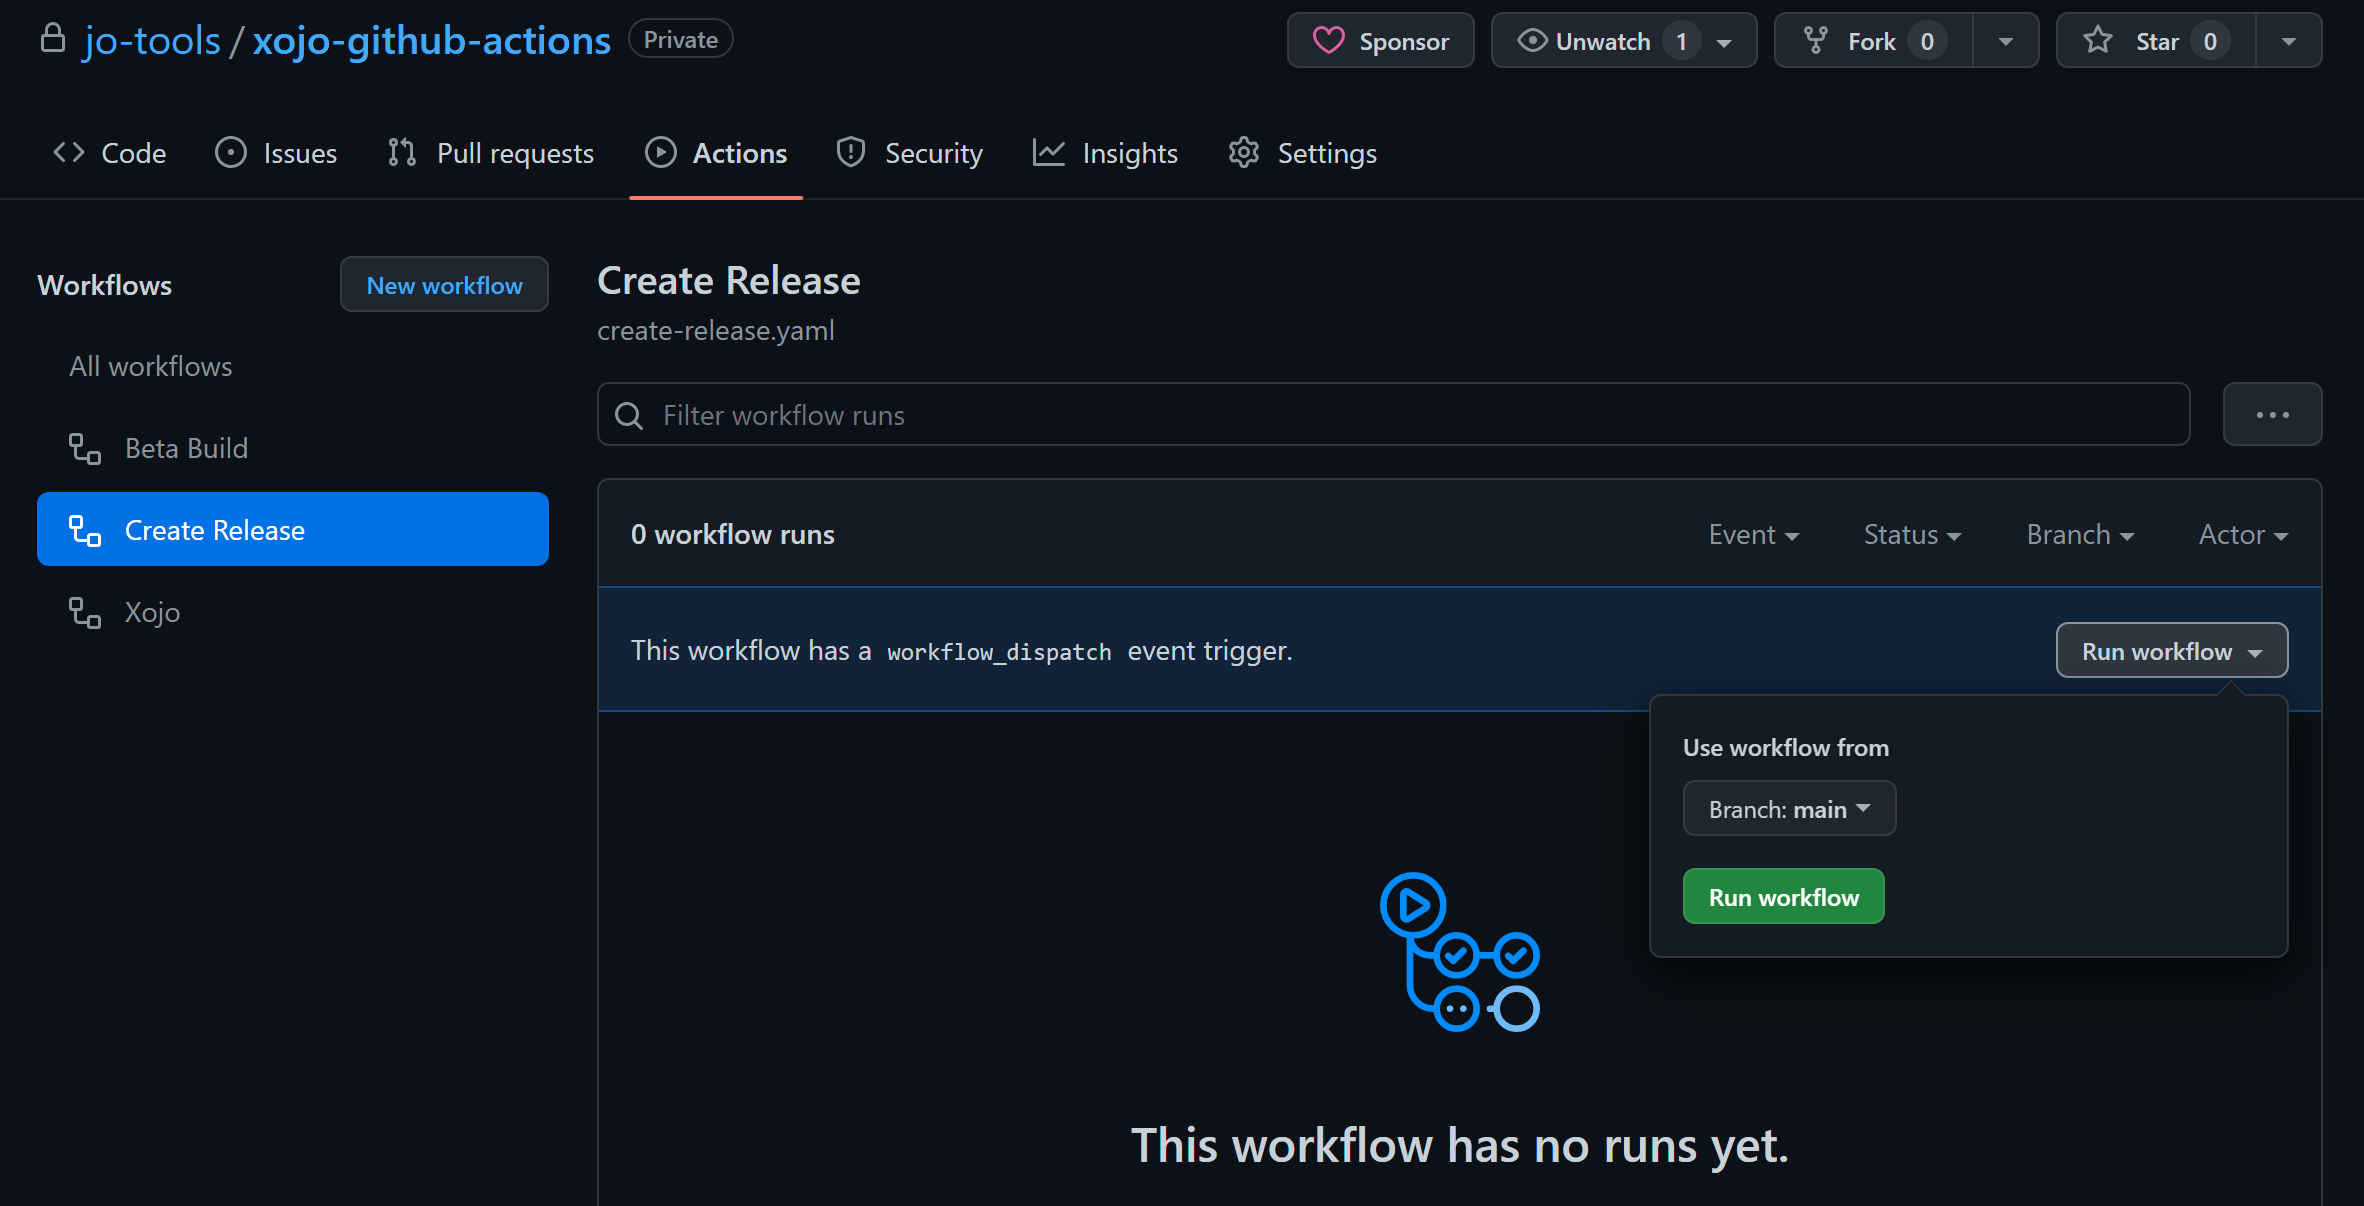 jo-tools / xojo-github-actions Private Sponsor Unwatch 1 Fork 0 Star 0
Code Issues Pull requests Actions Security Insights Settings
Workflows New workflow
All workflows
Beta Build
Create Release
Xojo
Create Release
create-release.yaml
Filter workflow runs ...
0 workflow runs Event Status Branch Actor
This workflow has a workflow_dispatch event trigger. Run workflow
Use workflow from
Branch: main
Run workflow
This workflow has no runs yet.